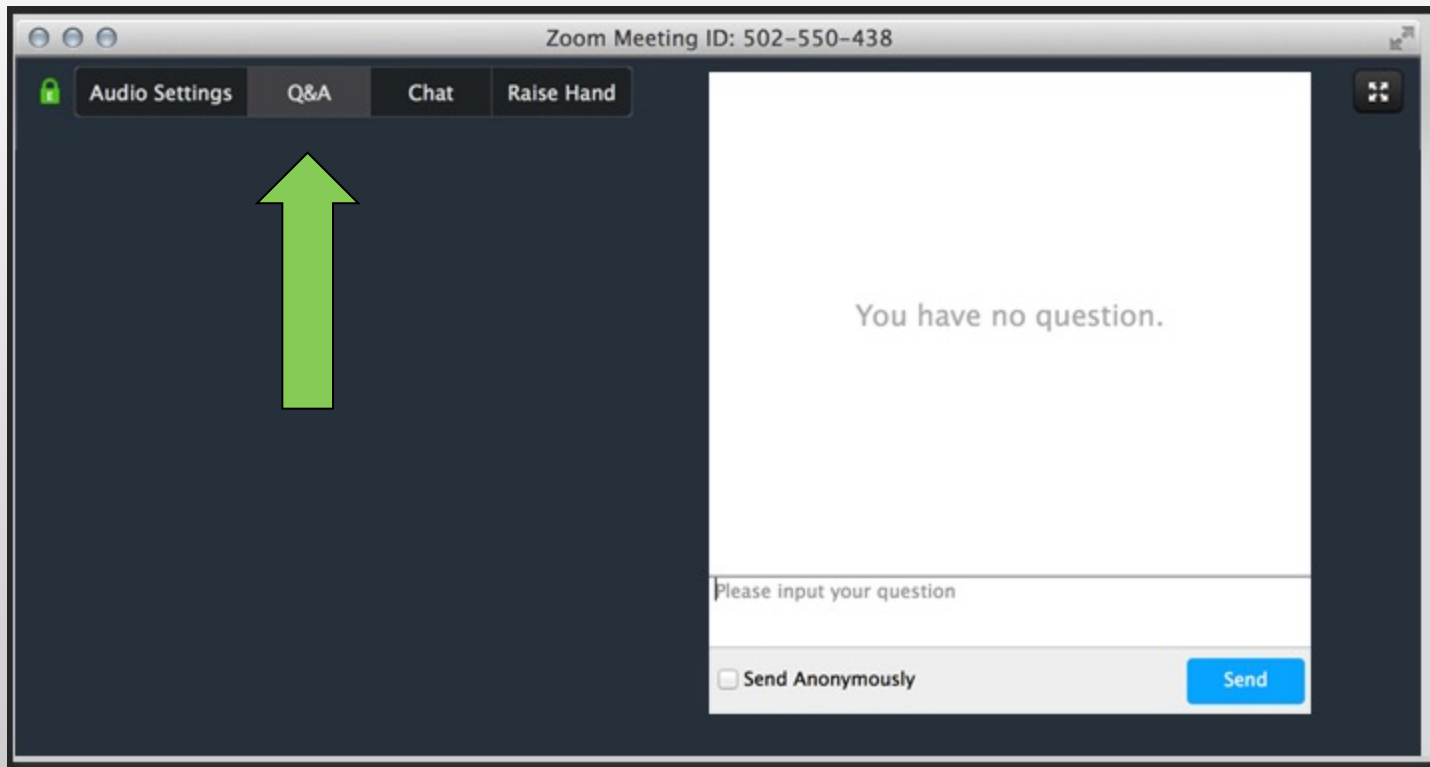 Zoom Meeting ID: 502-550-438
Audio Settings Q&A Chat Raise Hand
You have no question.
Please input your question
Send Anonymously Send